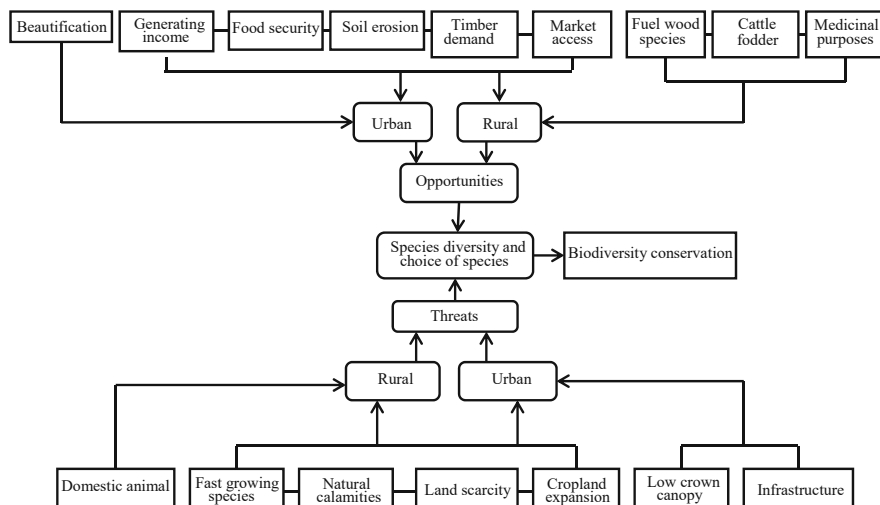 Beautification
Generating
income
Food security
Soil erosion
Timber
demand
Market
access
Fuel wood
species
Cattle
fodder
Medicinal
purposes
Urban
Rural
Opportunities
Species diversity and
choice of species
Biodiversity conservation
Threats
Rural
Urban
Domestic animal
Fast growing
species
Natural
calamities
Land scarcity
Cropland
expansion
Low crown
canopy
Infrastructure